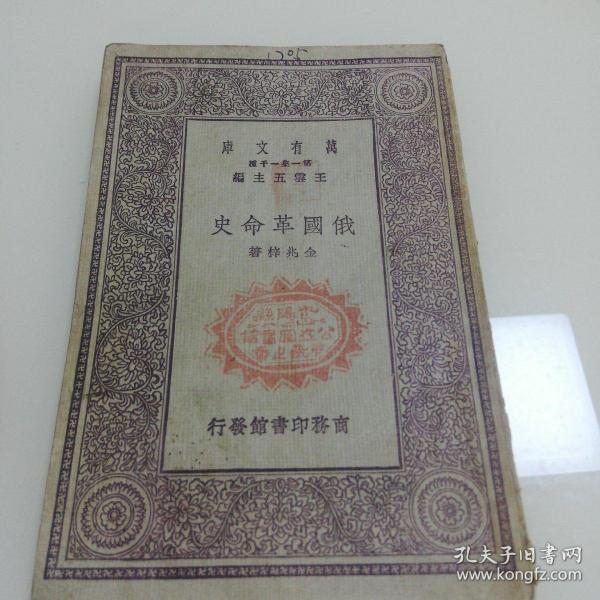 萬有文庫
第一集一千種
王雲五主編
俄國革命史
金兆梓著
商務印書館發行
孔夫子旧书网
www.kongfz.com